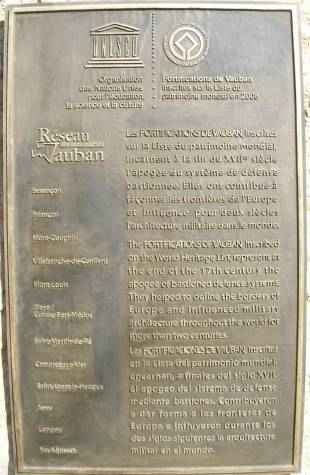 UNESCO
Organisation
des Nations Unies
pour l'éducation,
la science et la culture
Fortifications de Vauban
inscrites sur la Liste du
patrimoine mondial en 2008
Réseau
Vauban
Besançon
Briançon
Mont-Dauphin
Villefranche-de-Conflent
Mont-Louis
Blaye /
Cussac-Fort-Médoc
Saint-Martin-de-Ré
Camaret-sur-Mer
Saint-Vaast-la-Hougue
Arras
Longwy
Neuf-Brisach
Les FORTIFICATIONS DE VAUBAN, inscrites
sur la Liste du patrimoine mondial,
incarnent à la fin du XVIIe siècle
l'apogée du système de défense
bastionnée. Elles ont contribué à
façonner les frontières de l'Europe
et influencé pour deux siècles
l'architecture militaire dans le monde.
The FORTIFICATIONS OF VAUBAN, inscribed
on the World Heritage List, represent, at
the end of the 17th century the
apogee of bastioned defence systems.
They helped to define the borders of
Europe and influenced military
architecture throughout the world for
more than two centuries.
Las FORTIFICACIONES DE VAUBAN, inscritas
en la Lista del patrimonio mundial,
encarnan, a finales del siglo XVII,
el apogeo del sistema de defensa
mediante bastiones. Contribuyeron
a dar forma a las fronteras de
Europa e influyeron durante los
dos siglos siguientes la arquitectura
militar en el mundo.